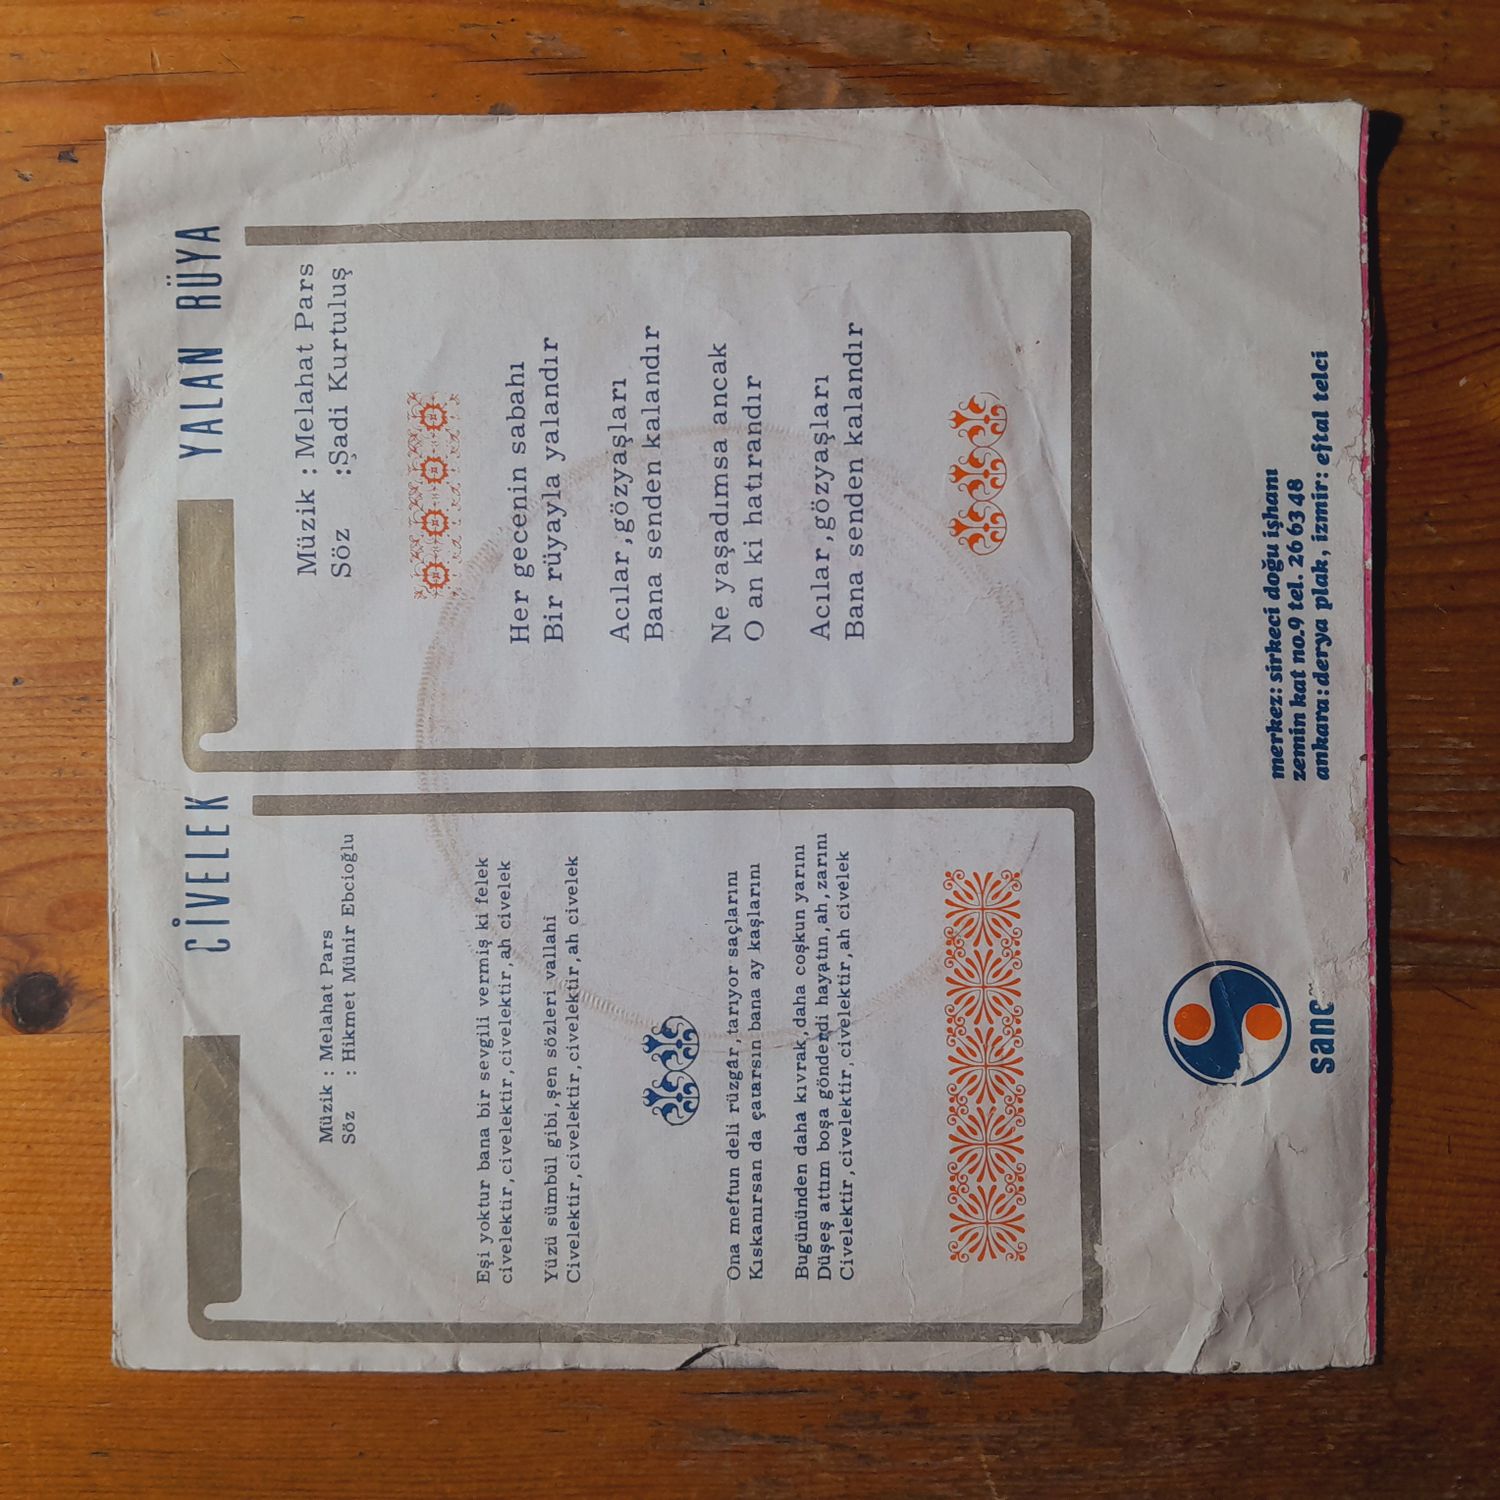 CİVELEK
Müzik : Melahat Pars
Söz : Hikmet Münir Ebcioğlu
Eşi yoktur bana bir sevgili vermiş ki felek
civelektir, civelektir, civelektir, ah civelek
Yüzü sümbül gibi, şen sözleri vallahi
Civelektir, civelektir, civelektir, ah civelek
Ona meftun deli rüzgâr, tarıyor saçlarını
Kıskanırsan da çatarsın bana ay kaşlarını
Bugününden daha kıvrak, daha coşkun yarını
Düşeş attım boşa gönderdi hayatın, ah, zarını
Civelektir, civelektir, civelektir, ah civelek
YALAN RÜYA
Müzik : Melahat Pars
Söz :Şadi Kurtuluş
Her gecenin sabahı
Bir rüyayla yalandır
Acılar, gözyaşları
Bana senden kalandır
Ne yaşadımsa ancak
O an ki hatırandır
Acılar, gözyaşları
Bana senden kalandır
merkez: sirkeci doğu işhanı
zemin kat no.9 tel. 26 63 48
ankara: derya plak, izmir: eftal telci